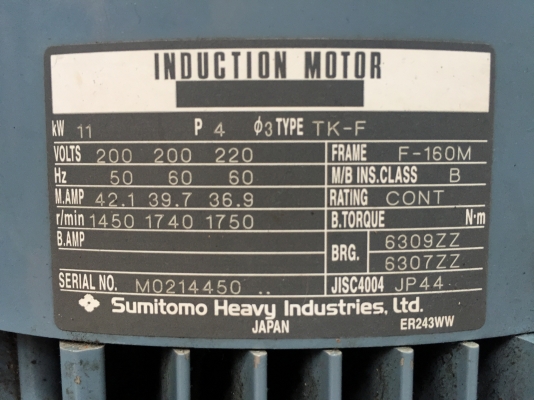 INDUCTION MOTOR
kW 11 P 4 ϕ3 TYPE TK-F
VOLTS 200 200 220 FRAME F-160M
Hz 50 60 60 M/B INS.CLASS B
M.AMP 42.1 39.7 36.9 RATING CONT
r/min 1450 1740 1750 B.TORQUE N·m
B.AMP BRG. 6309ZZ
6307ZZ
SERIAL NO. M0214450 .. JISC4004 JP44
Sumitomo Heavy Industries, Ltd.
JAPAN ER243WW